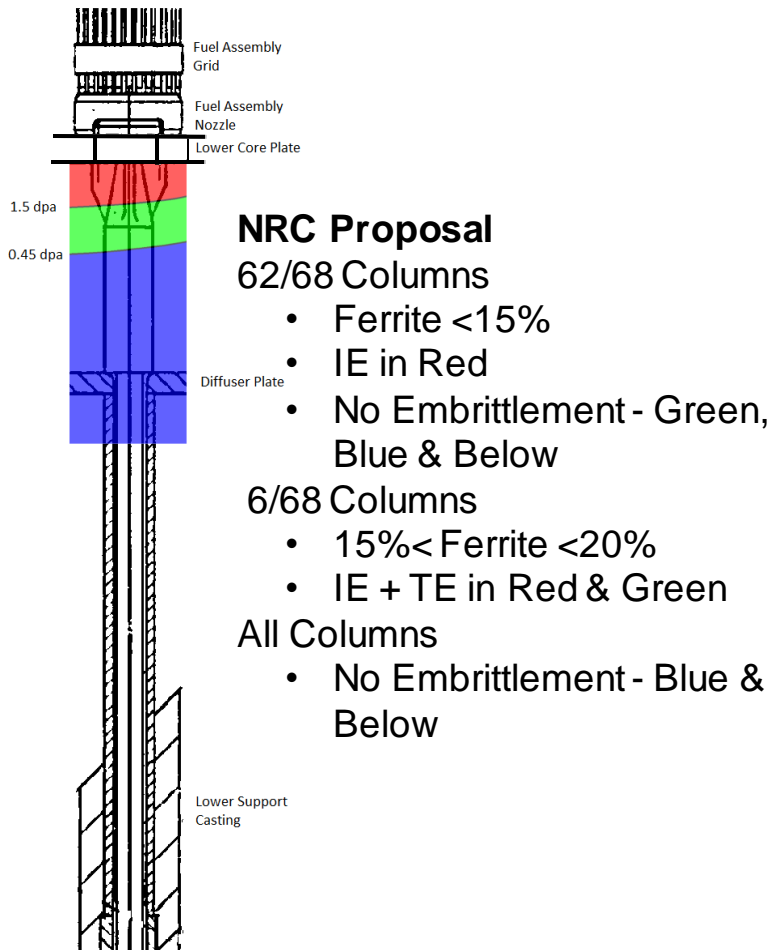 Fuel Assembly
Grid
Fuel Assembly
Nozzle
Lower Core Plate
1.5 dpa
0.45 dpa
NRC Proposal
62/68 Columns
• Ferrite <15%
• IE in Red
• No Embrittlement - Green,
Blue & Below
6/68 Columns
• 15%< Ferrite <20%
• IE + TE in Red & Green
All Columns
• No Embrittlement - Blue &
Below
Diffuser Plate
Lower Support
Casting